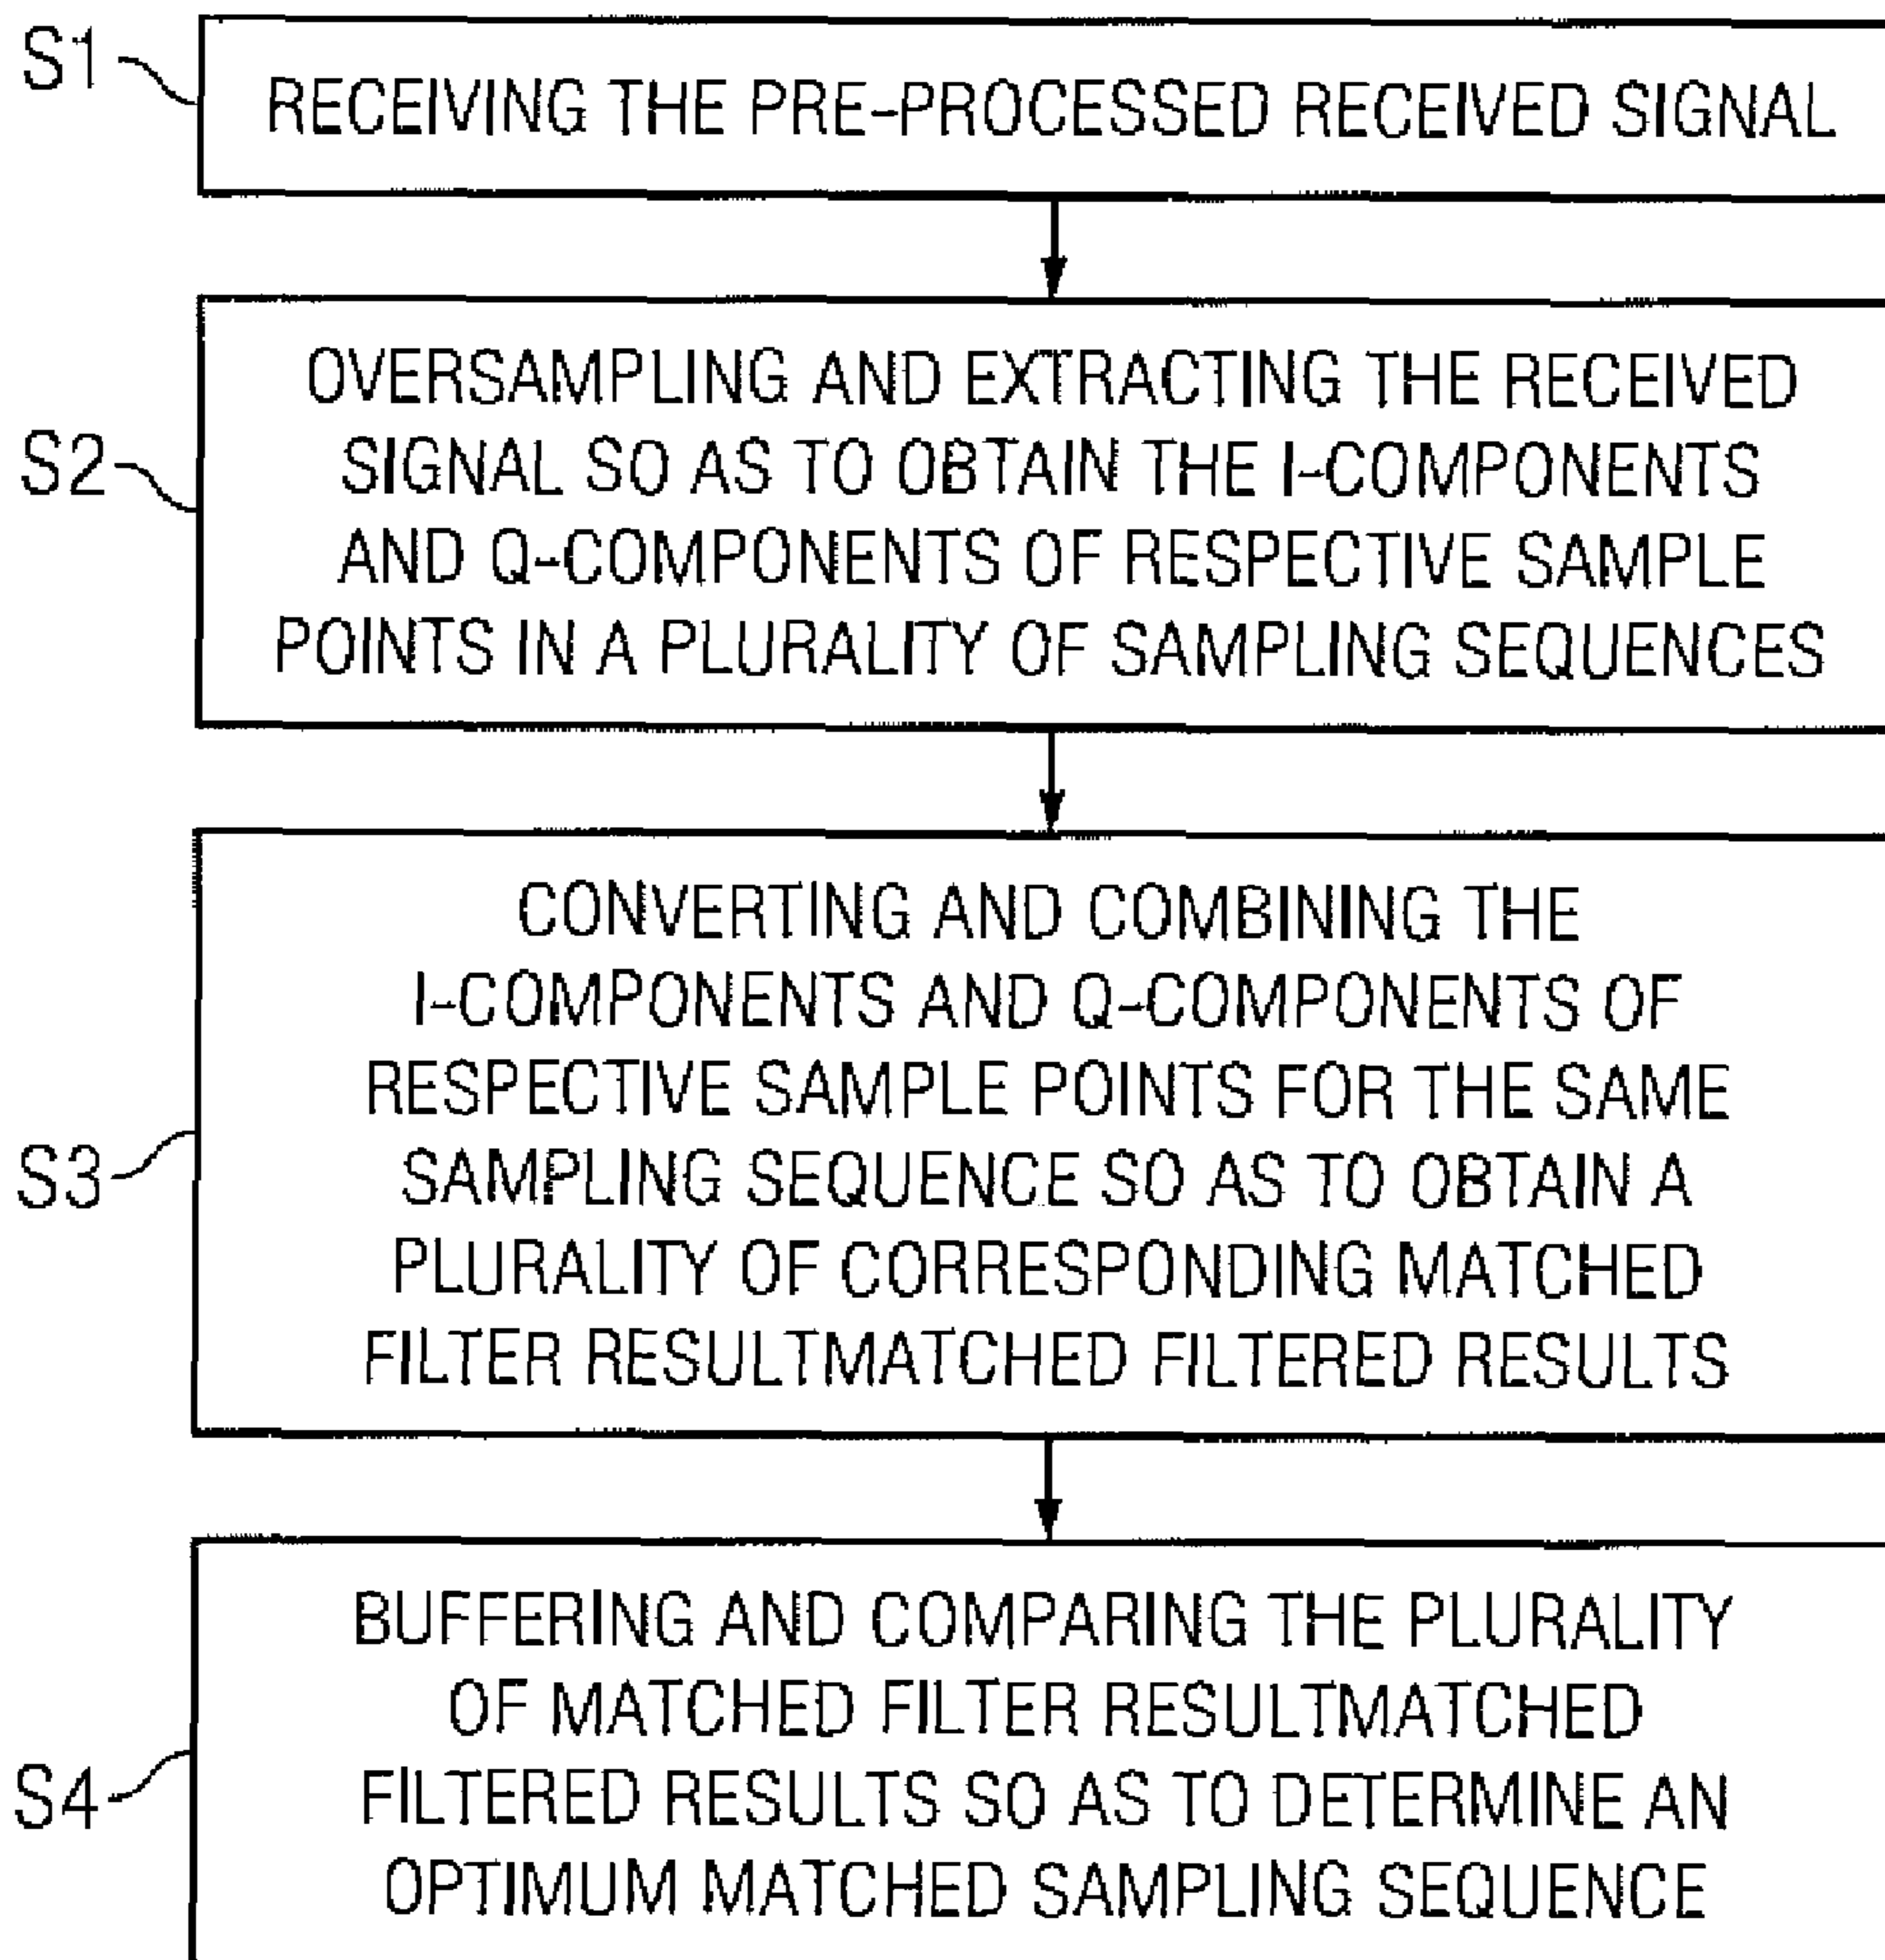 S1
RECEIVING THE PRE-PROCESSED RECEIVED SIGNAL
OVERSAMPLING AND EXTRACTING THE RECEIVED
SIGNAL SO AS TO OBTAIN THE I-COMPONENTS
S2
AND Q-COMPONENTS OF RESPECTIVE SAMPLE
POINTS IN A PLURALITY OF SAMPLING SEQUENCES
CONVERTING AND COMBINING THE
I-COMPONENTS AND Q-COMPONENTS OF
RESPECTIVE SAMPLE POINTS FOR THE SAME
S3
SAMPLING SEQUENCE SO AS TO OBTAIN A
PLURALITY OF CORRESPONDING MATCHED
FILTER RESULTMATCHED FILTERED RESULTS
BUFFERING AND COMPARING THE PLURALITY
OF MATCHED FILTER RESULTMATCHED
S4
FILTERED RESULTS SO AS TO DETERMINE AN
OPTIMUM MATCHED SAMPLING SEQUENCE